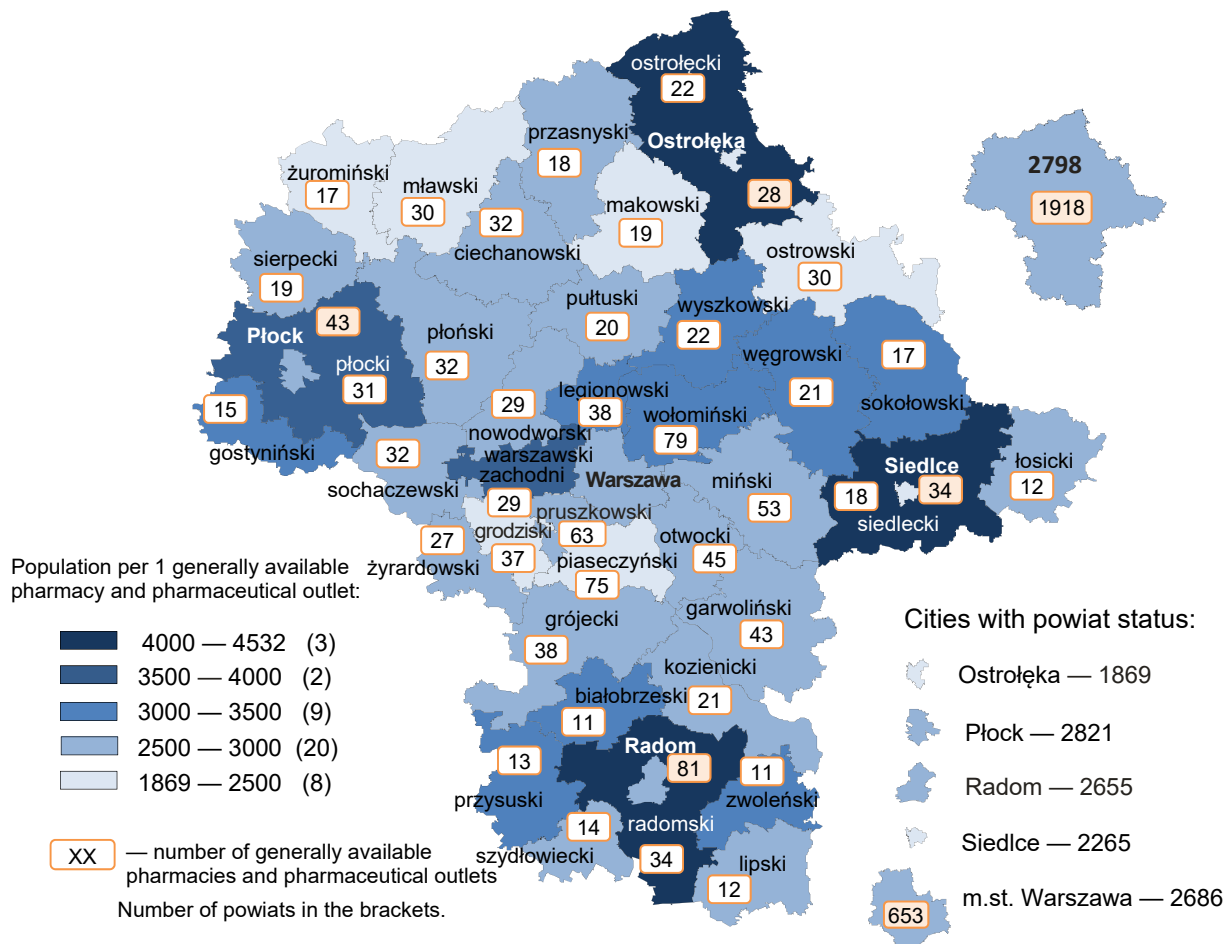 ostrołęcki
22
przasnyski
18
Ostrołęka
28
2798
1918
żuromiński
17
mławski
30
32
ciechanowski
makowski
19
ostrowski
30
sierpecki
19
pułtuski
20
wyszkowski
22
Płock
43
płocki
31
płoński
32
węgrowski
21
17
sokołowski
15
gostyniński
legionowski
38
29
nowodworski
wołomiński
79
32
sochaczewski
warszawski
zachodni
29
Warszawa
miński
53
Siedlce
18
34
siedlecki
łosicki
12
pruszkowski
63
grodziski
37
27
żyrardowski
otwocki
45
piaseczyński
75
garwoliński
43
grójecki
38
kozienicki
21
białobrzeski
11
Radom
81
13
przysuski
11
zwoleński
14
szydłowiecki
radomski
34
lipski
12
Population per 1 generally available
pharmacy and pharmaceutical outlet:
4000 — 4532 (3)
3500 — 4000 (2)
3000 — 3500 (9)
2500 — 3000 (20)
1869 — 2500 (8)
XX — number of generally available
pharmacies and pharmaceutical outlets
Number of powiats in the brackets.
Cities with powiat status:
Ostrołęka — 1869
Płock — 2821
Radom — 2655
Siedlce — 2265
653 m.st. Warszawa — 2686